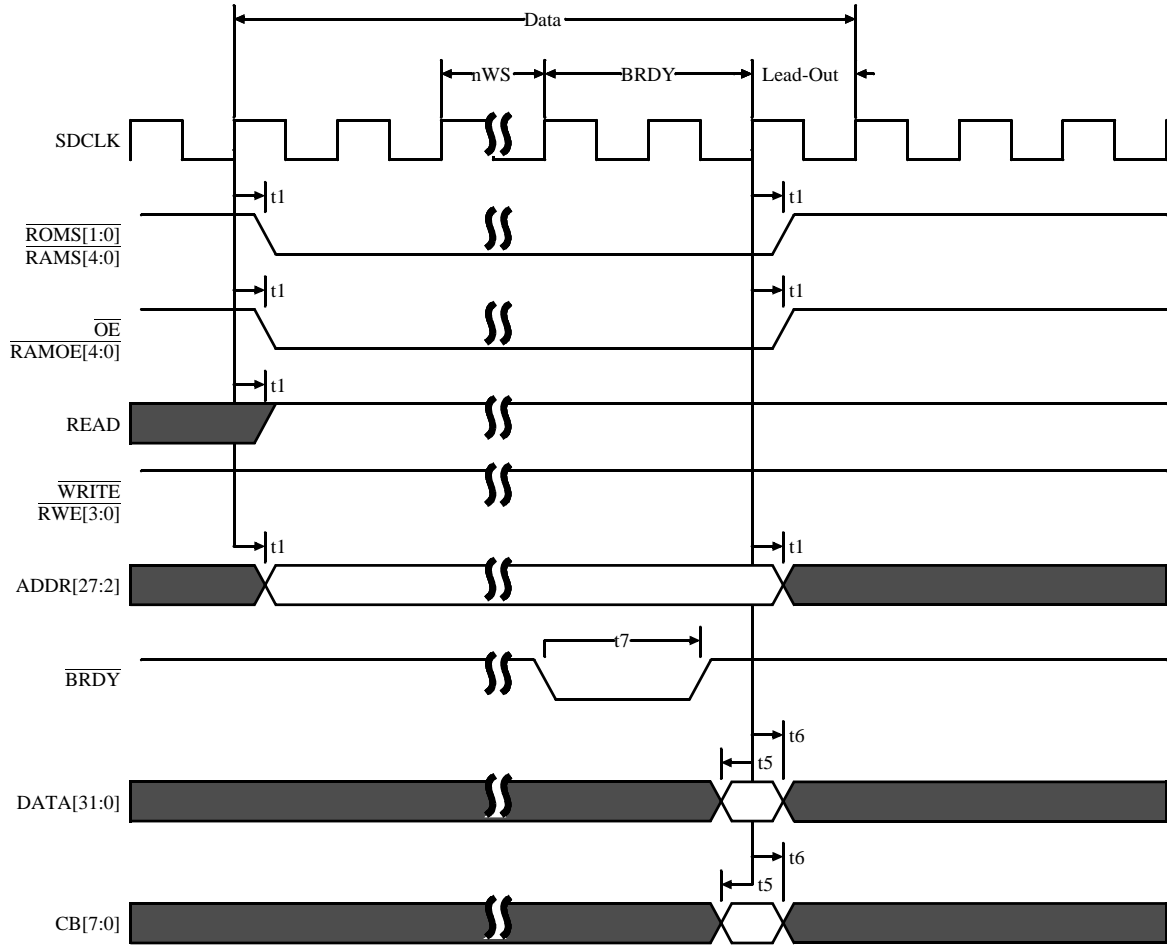 Data
nWS
BRDY
Lead-Out
SDCLK
t1
t1
ROMS[1:0]
RAMS[4:0]
t1
t1
OE
RAMOE[4:0]
t1
READ
WRITE
RWE[3:0]
t1
t1
ADDR[27:2]
t7
BRDY
t6
t5
DATA[31:0]
t6
t5
CB[7:0]